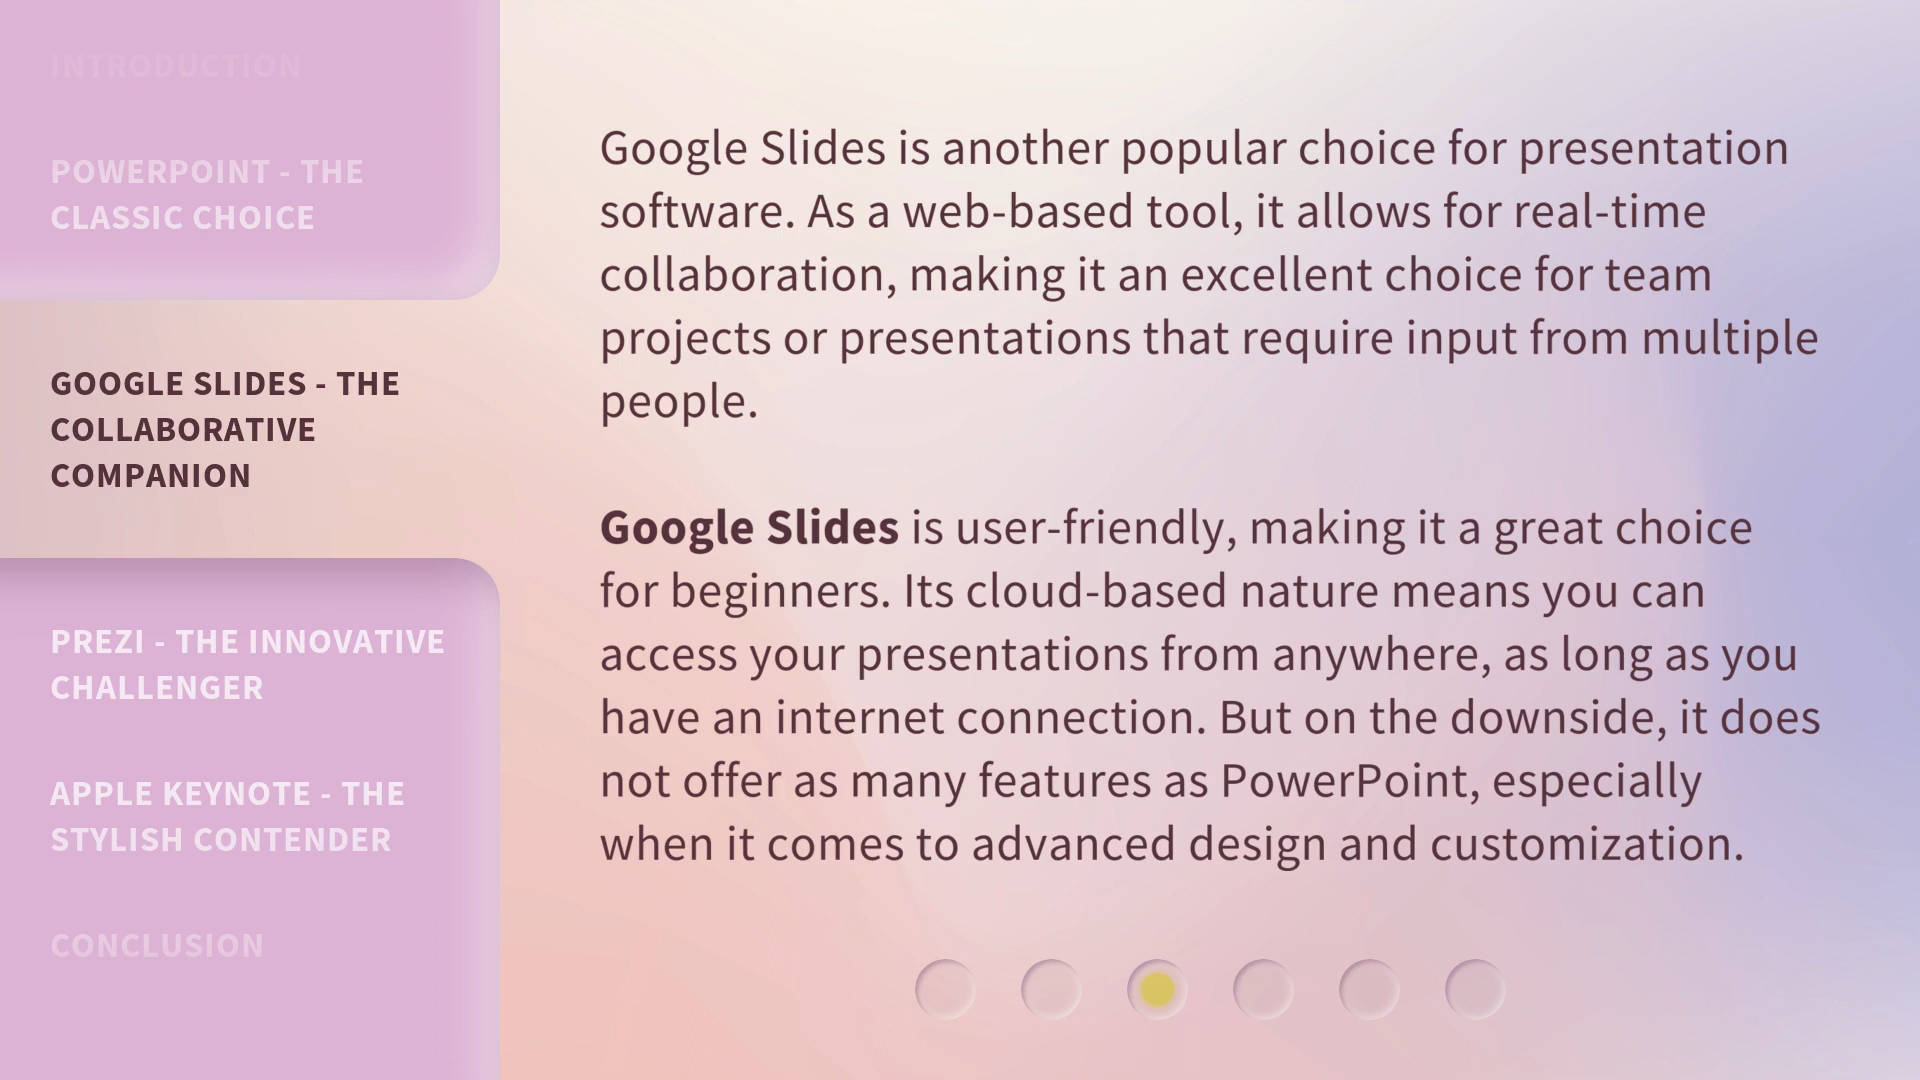 INTRODUCTION
POWERPOINT - THE
CLASSIC CHOICE
GOOGLE SLIDES - THE
COLLABORATIVE
COMPANION
PREZI - THE INNOVATIVE
CHALLENGER
APPLE KEYNOTE - THE
STYLISH CONTENDER
CONCLUSION
Google Slides is another popular choice for presentation
software. As a web-based tool, it allows for real-time
collaboration, making it an excellent choice for team
projects or presentations that require input from multiple
people.
Google Slides is user-friendly, making it a great choice
for beginners. Its cloud-based nature means you can
access your presentations from anywhere, as long as you
have an internet connection. But on the downside, it does
not offer as many features as PowerPoint, especially
when it comes to advanced design and customization.